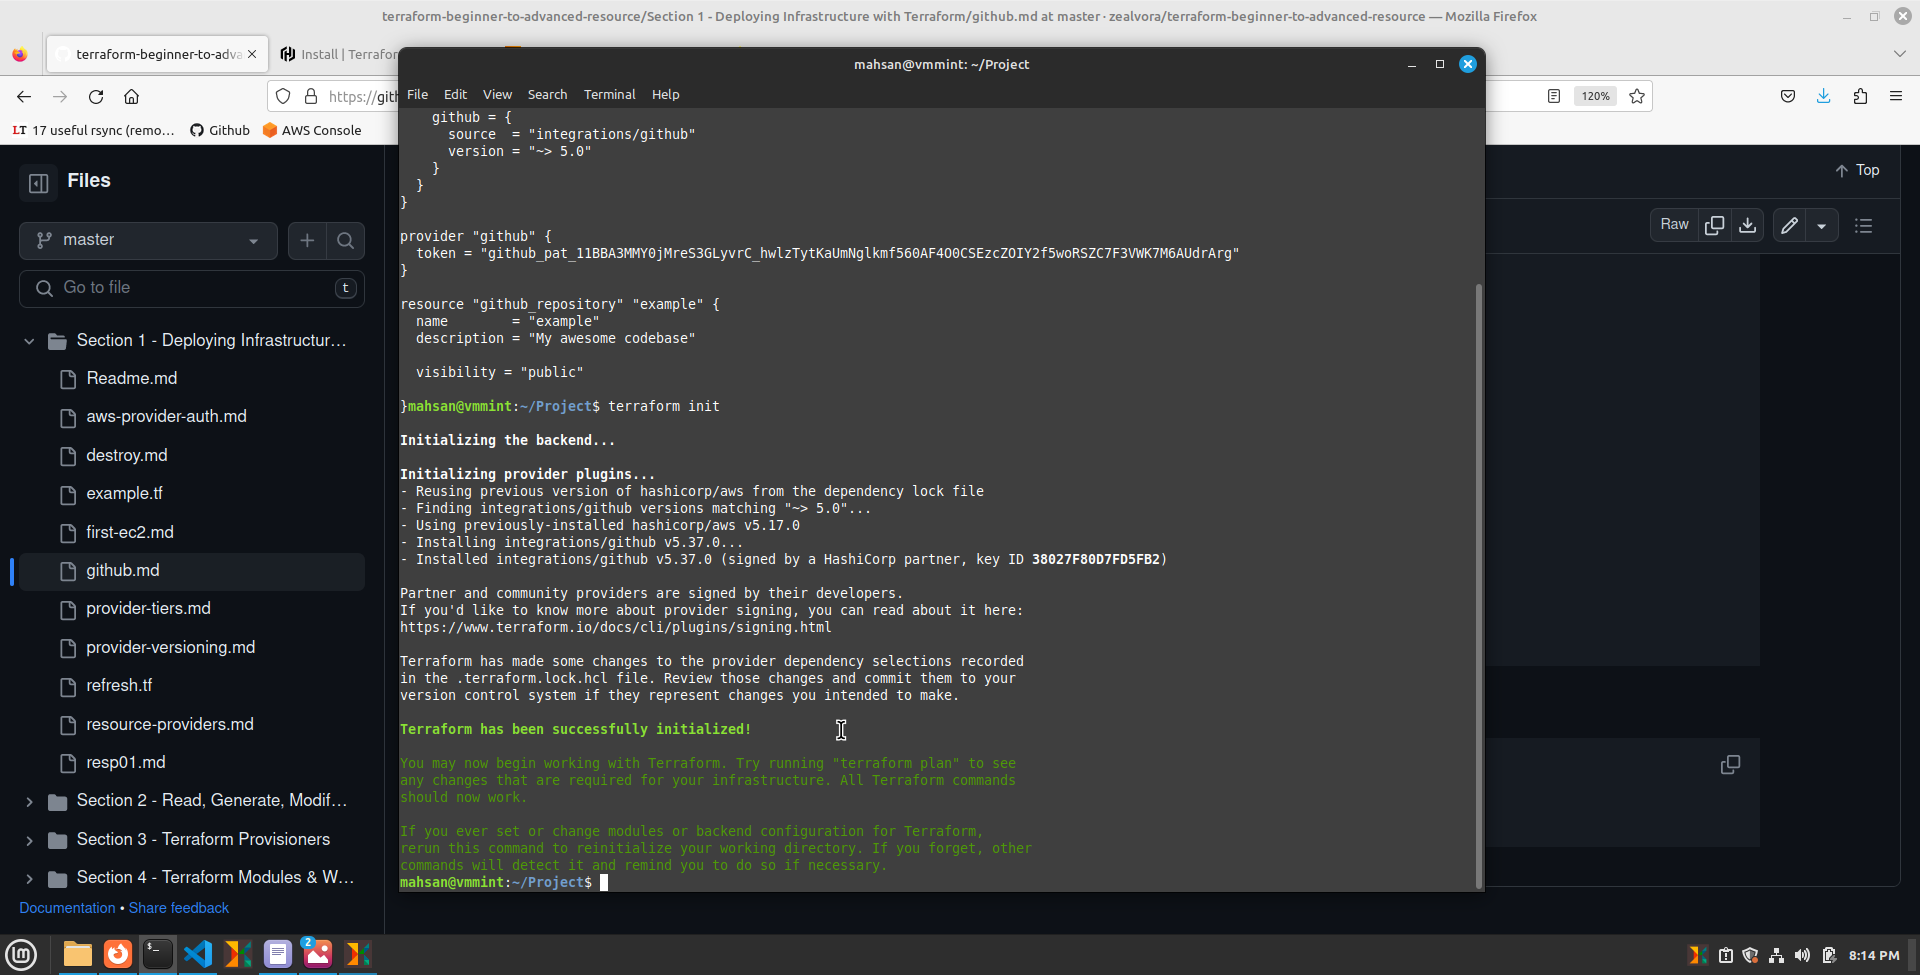 terraform-beginner-to-advanced-resource/Section 1 - Deploying Infrastructure with Terraform/github.md at master · zealvora/terraform-beginner-to-advanced-resource — Mozilla Firefox
terraform-beginner-to-adva
Install | Terrafor
https://gith
120%
17 useful rsync (remo…
Github
AWS Console
Files
master
Go to file
t
Section 1 - Deploying Infrastructur…
Readme.md
aws-provider-auth.md
destroy.md
example.tf
first-ec2.md
github.md
provider-tiers.md
provider-versioning.md
refresh.tf
resource-providers.md
resp01.md
Section 2 - Read, Generate, Modif…
Section 3 - Terraform Provisioners
Section 4 - Terraform Modules & W…
Documentation • Share feedback
Top
Raw
mahsan@vmmint: ~/Project
File Edit View Search Terminal Help
github = {
source = "integrations/github"
version = "~> 5.0"
}
}
}
provider "github" {
token = "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"
}
resource "github_repository" "example" {
name = "example"
description = "My awesome codebase"
visibility = "public"
}mahsan@vmmint:~/Project$ terraform init
Initializing the backend...
Initializing provider plugins...
- Reusing previous version of hashicorp/aws from the dependency lock file
- Finding integrations/github versions matching "~> 5.0"...
- Using previously-installed hashicorp/aws v5.17.0
- Installing integrations/github v5.37.0...
- Installed integrations/github v5.37.0 (signed by a HashiCorp partner, key ID 38027F80D7FD5FB2)
Partner and community providers are signed by their developers.
If you'd like to know more about provider signing, you can read about it here:
https://www.terraform.io/docs/cli/plugins/signing.html
Terraform has made some changes to the provider dependency selections recorded
in the .terraform.lock.hcl file. Review those changes and commit them to your
version control system if they represent changes you intended to make.
Terraform has been successfully initialized!
You may now begin working with Terraform. Try running "terraform plan" to see
any changes that are required for your infrastructure. All Terraform commands
should now work.
If you ever set or change modules or backend configuration for Terraform,
rerun this command to reinitialize your working directory. If you forget, other
commands will detect it and remind you to do so if necessary.
mahsan@vmmint:~/Project$
2
8:14 PM